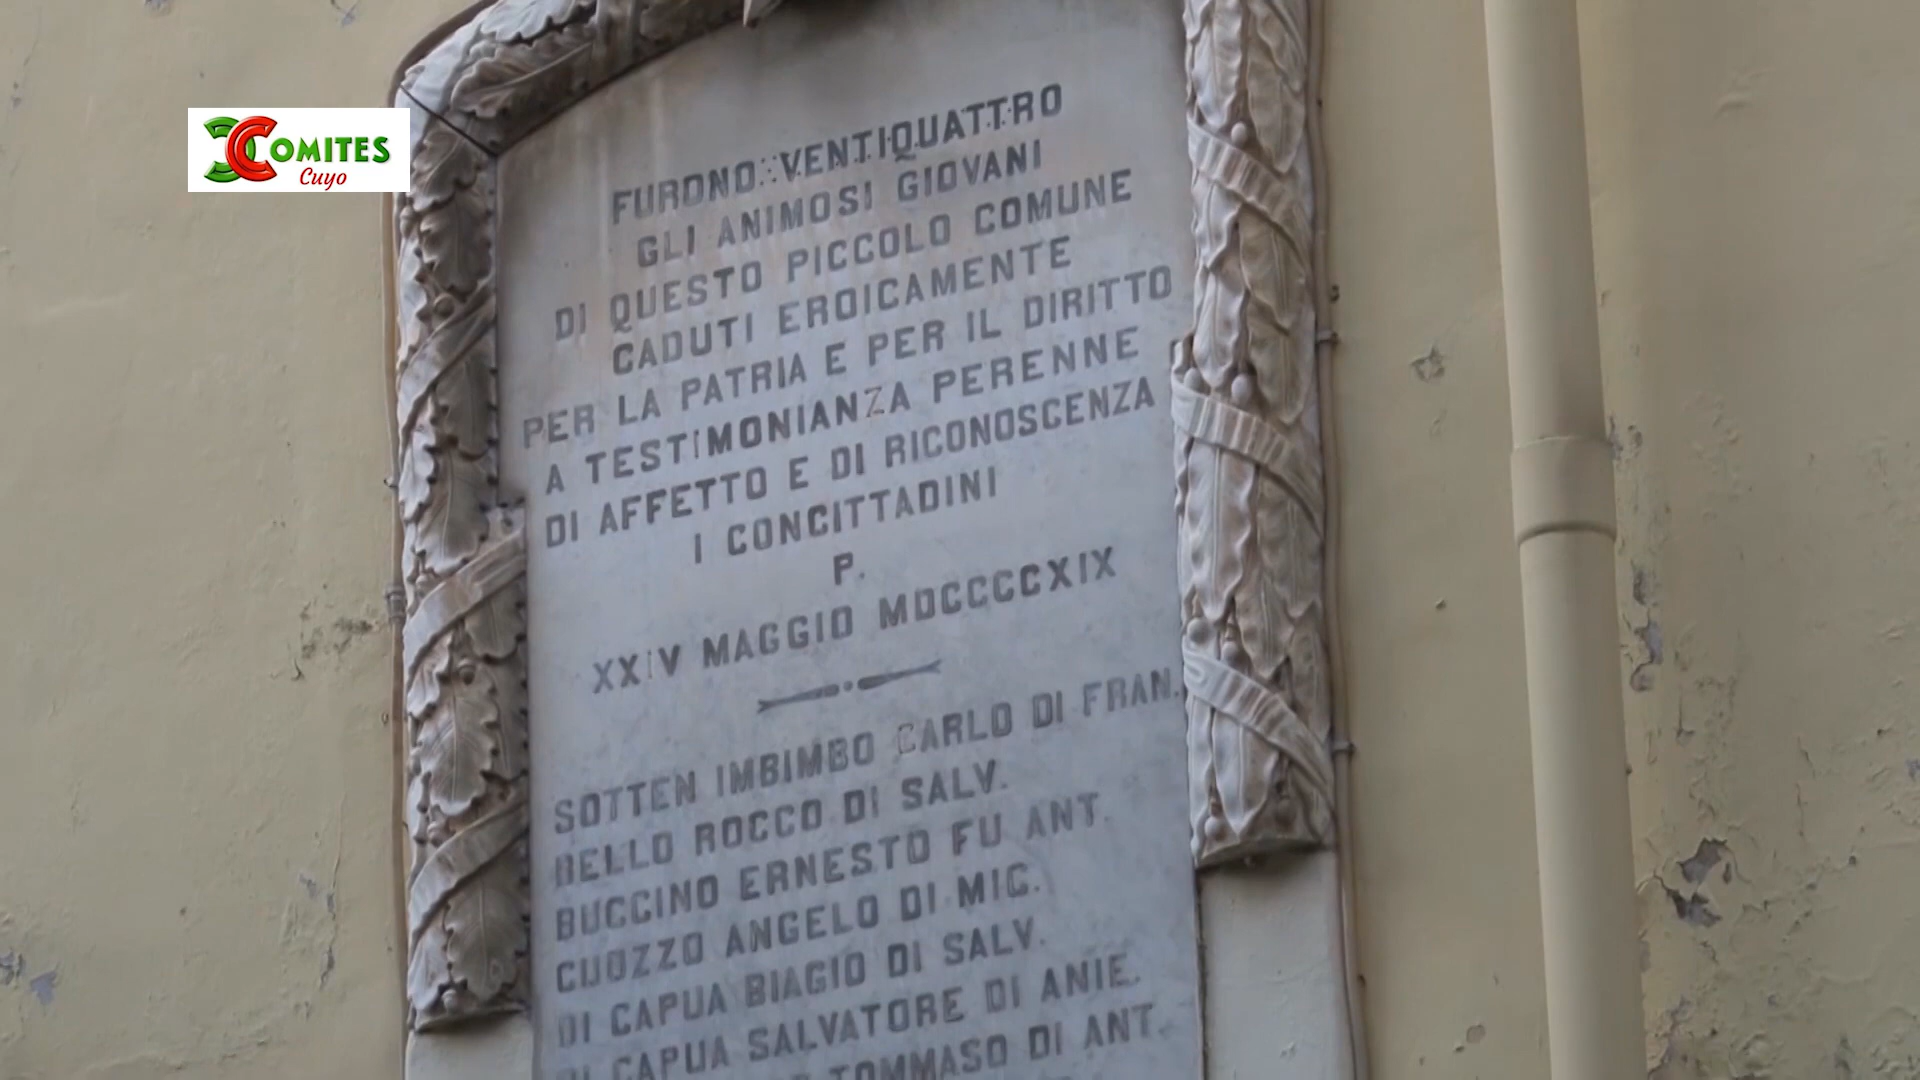 COMITES
Cuyo
FURONO VENTIQUATTRO
GLI ANIMOSI GIOVANI
DI QUESTO PICCOLO COMUNE
CADUTI EROICAMENTE
PER LA PATRIA E PER IL DIRITTO
A TESTIMONIANZA PERENNE
DI AFFETTO E DI RICONOSCENZA
I CONCITTADINI
P.
XXIV MAGGIO MDCCCCXIX
SOTTEN IMBIMBO CARLO DI FRAN.
BELLO ROCCO DI SALV.
BUCCINO ERNESTO FU ANT.
CUOZZO ANGELO DI MIC.
DI CAPUA BIAGIO DI SALV.
DI CAPUA SALVATORE DI ANIE.
TOMMASO DI ANT.